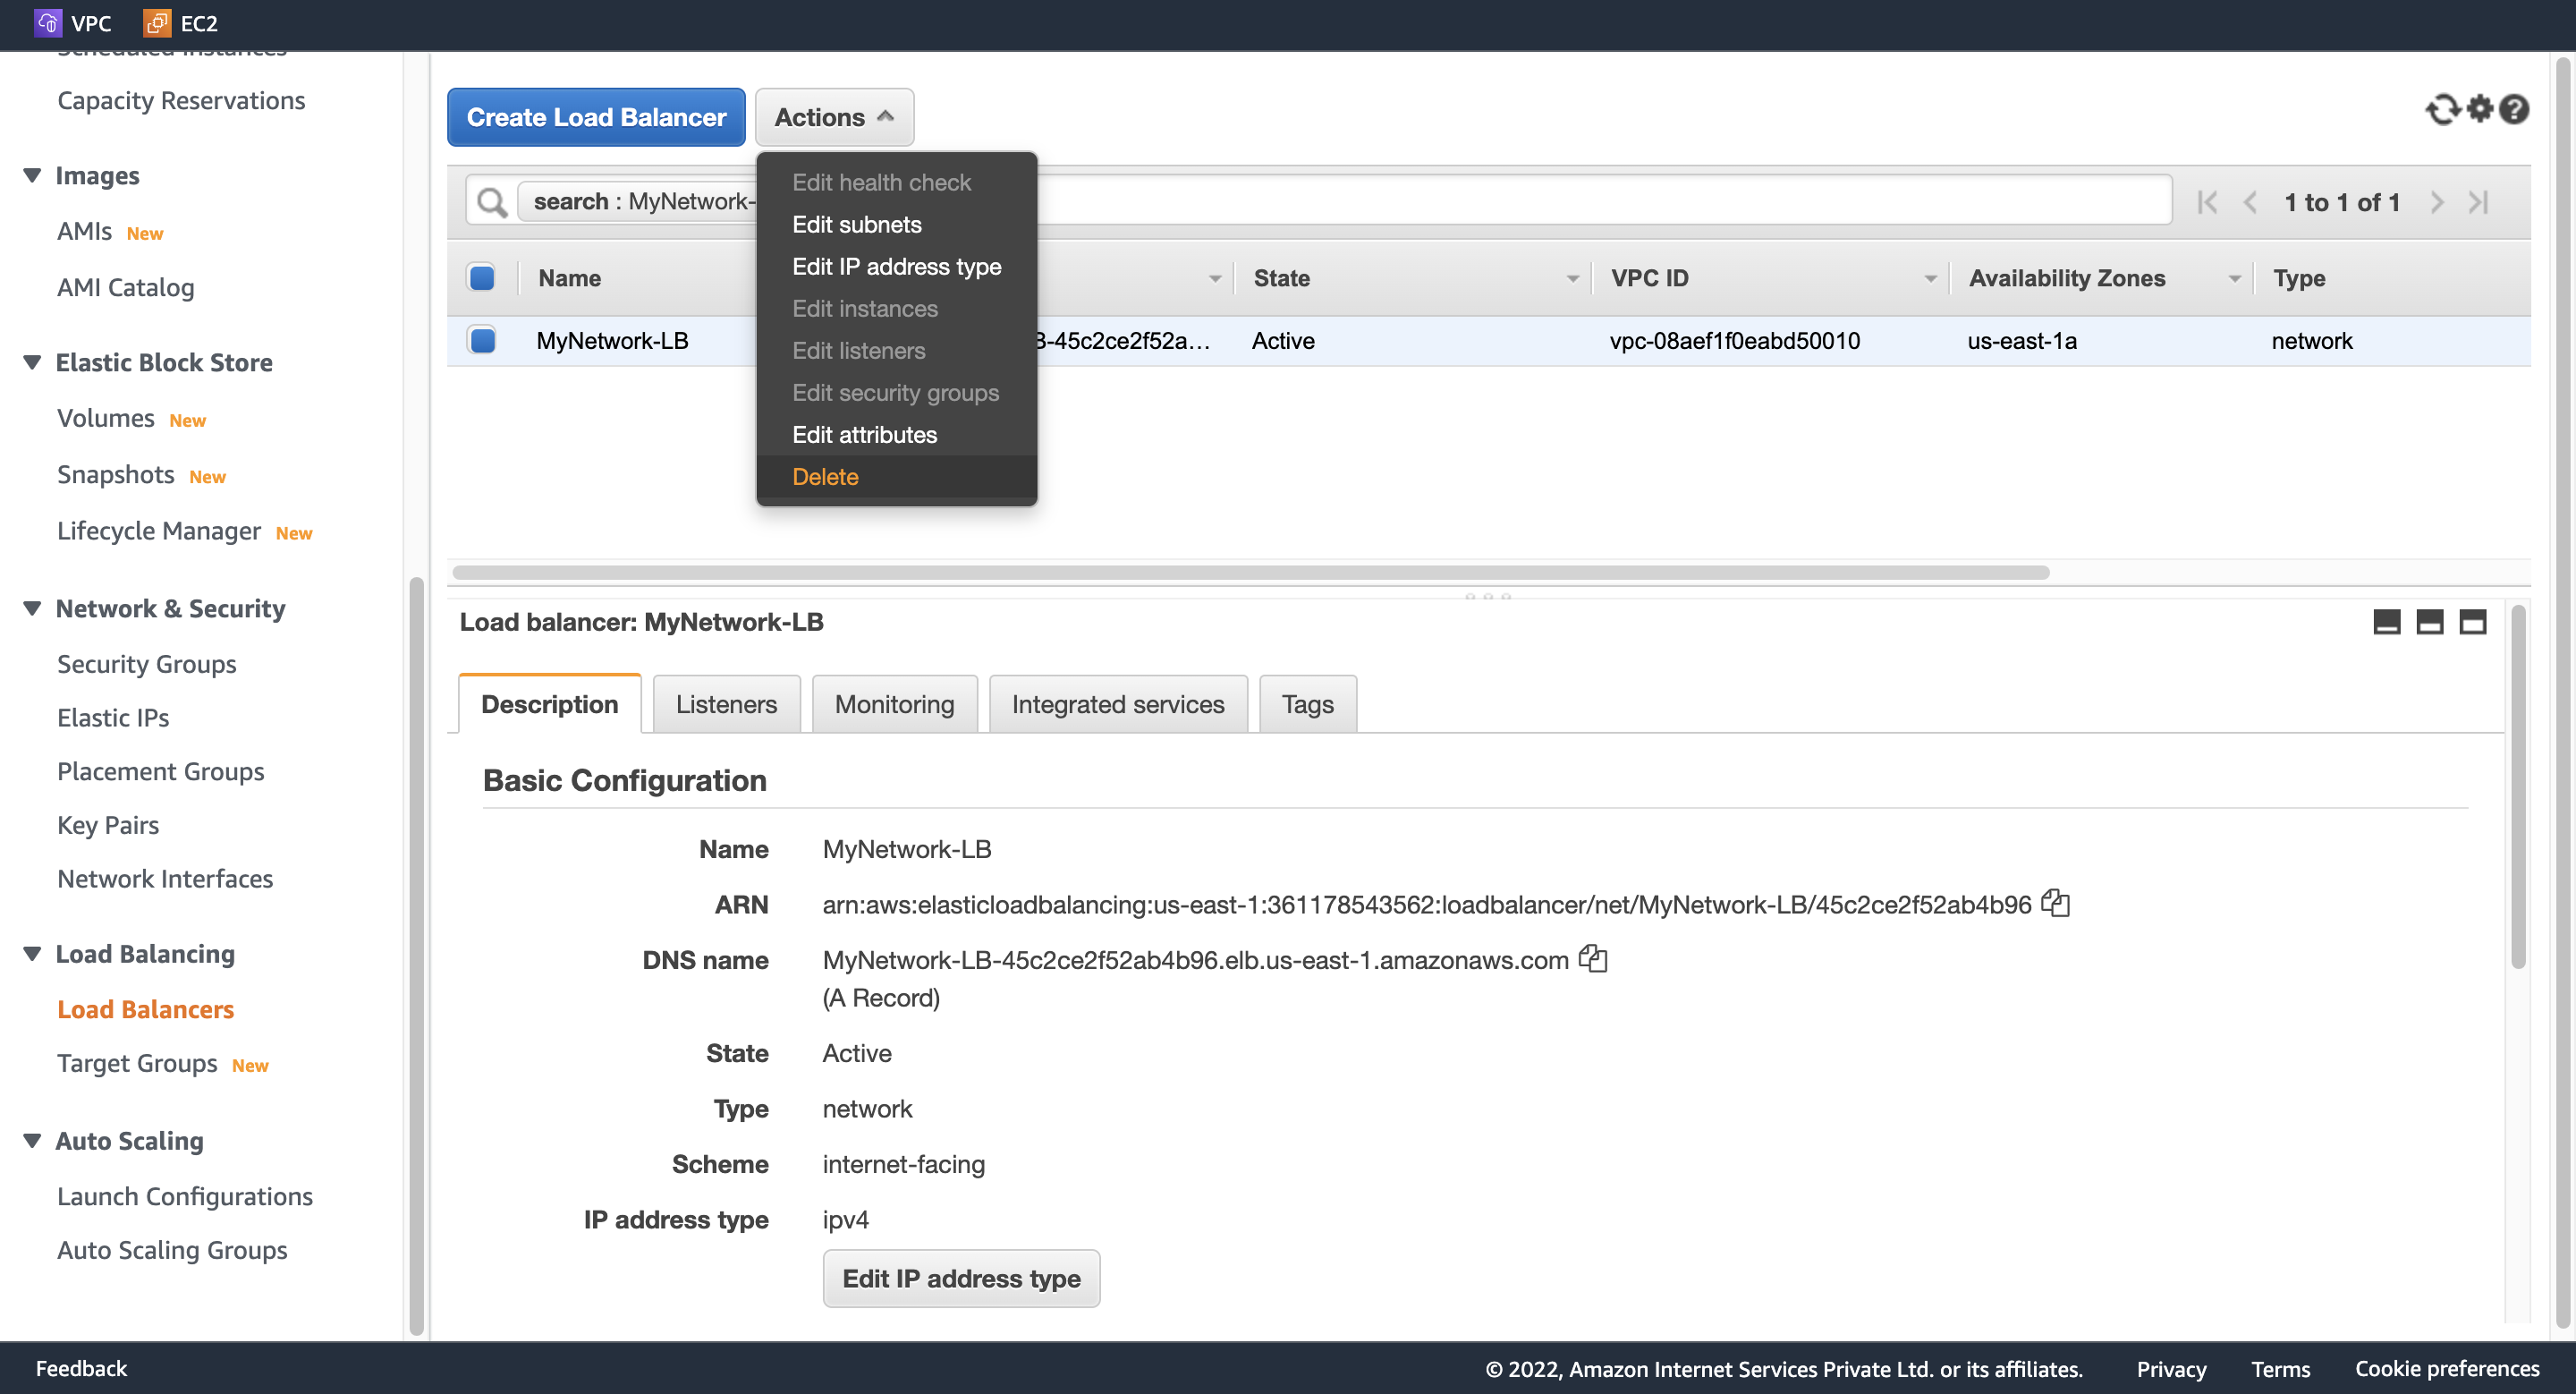 VPC EC2
Scheduled Instances
Capacity Reservations
Images
AMIs New
AMI Catalog
Elastic Block Store
Volumes New
Snapshots New
Lifecycle Manager New
Network & Security
Security Groups
Elastic IPs
Placement Groups
Key Pairs
Network Interfaces
Load Balancing
Load Balancers
Target Groups New
Auto Scaling
Launch Configurations
Auto Scaling Groups
Create Load Balancer Actions
Edit health check
Edit subnets
Edit IP address type
Edit instances
Edit listeners
Edit security groups
Edit attributes
Delete
search : MyNetwork- 1 to 1 of 1
Name State VPC ID Availability Zones Type
MyNetwork-LB B-45c2ce2f52a... Active vpc-08aef1f0eabd50010 us-east-1a network
Load balancer: MyNetwork-LB
Description Listeners Monitoring Integrated services Tags
Basic Configuration
Name MyNetwork-LB
ARN arn:aws:elasticloadbalancing:us-east-1:361178543562:loadbalancer/net/MyNetwork-LB/45c2ce2f52ab4b96
DNS name MyNetwork-LB-45c2ce2f52ab4b96.elb.us-east-1.amazonaws.com
(A Record)
State Active
Type network
Scheme internet-facing
IP address type ipv4
Edit IP address type
Feedback © 2022, Amazon Internet Services Private Ltd. or its affiliates. Privacy Terms Cookie preferences